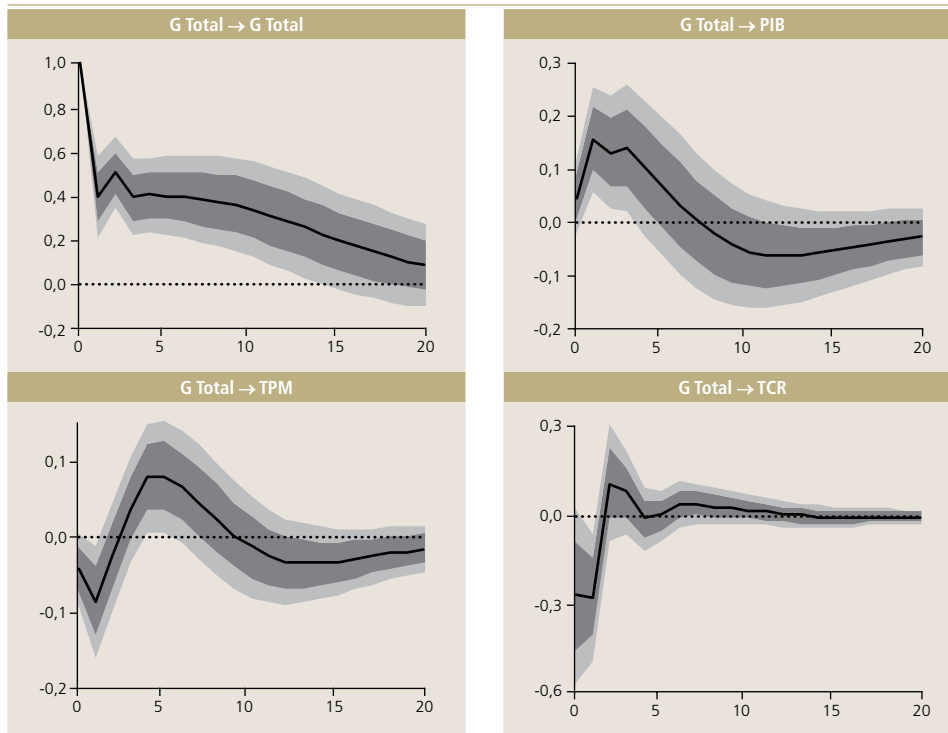 G Total → G Total
1,0
0,8
0,6
0,4
0,2
0,0
-0,2
0 5 10 15 20
G Total → PIB
0,3
0,2
0,1
0,0
-0,1
-0,2
0 5 10 15 20
G Total → TPM
0,1
0,0
-0,1
-0,2
0 5 10 15 20
G Total → TCR
0,3
0,0
-0,3
-0,6
0 5 10 15 20